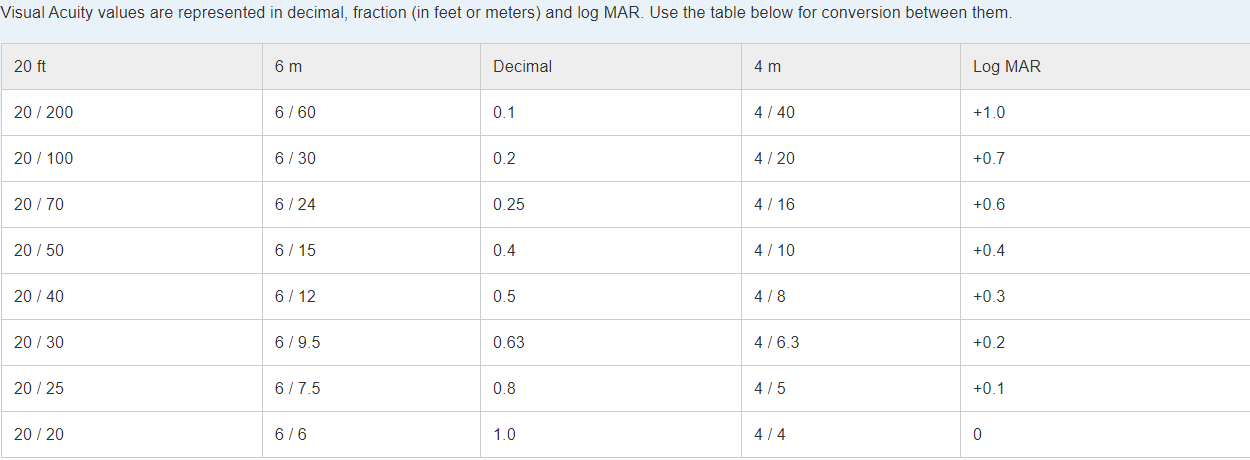 Visual Acuity values are represented in decimal, fraction (in feet or meters) and log MAR. Use the table below for conversion between them.
20 ft 6 m Decimal 4 m Log MAR
20 / 200 6 / 60 0.1 4 / 40 +1.0
20 / 100 6 / 30 0.2 4 / 20 +0.7
20 / 70 6 / 24 0.25 4 / 16 +0.6
20 / 50 6 / 15 0.4 4 / 10 +0.4
20 / 40 6 / 12 0.5 4 / 8 +0.3
20 / 30 6 / 9.5 0.63 4 / 6.3 +0.2
20 / 25 6 / 7.5 0.8 4 / 5 +0.1
20 / 20 6 / 6 1.0 4 / 4 0